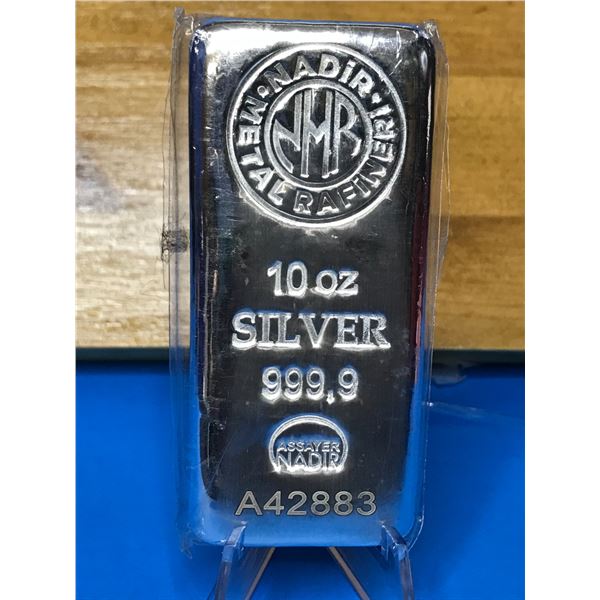 NADiR
METAL RAFiNERi
NMR
10 oz
SILVER
999,9
ASSAYER
NADIR
A42883